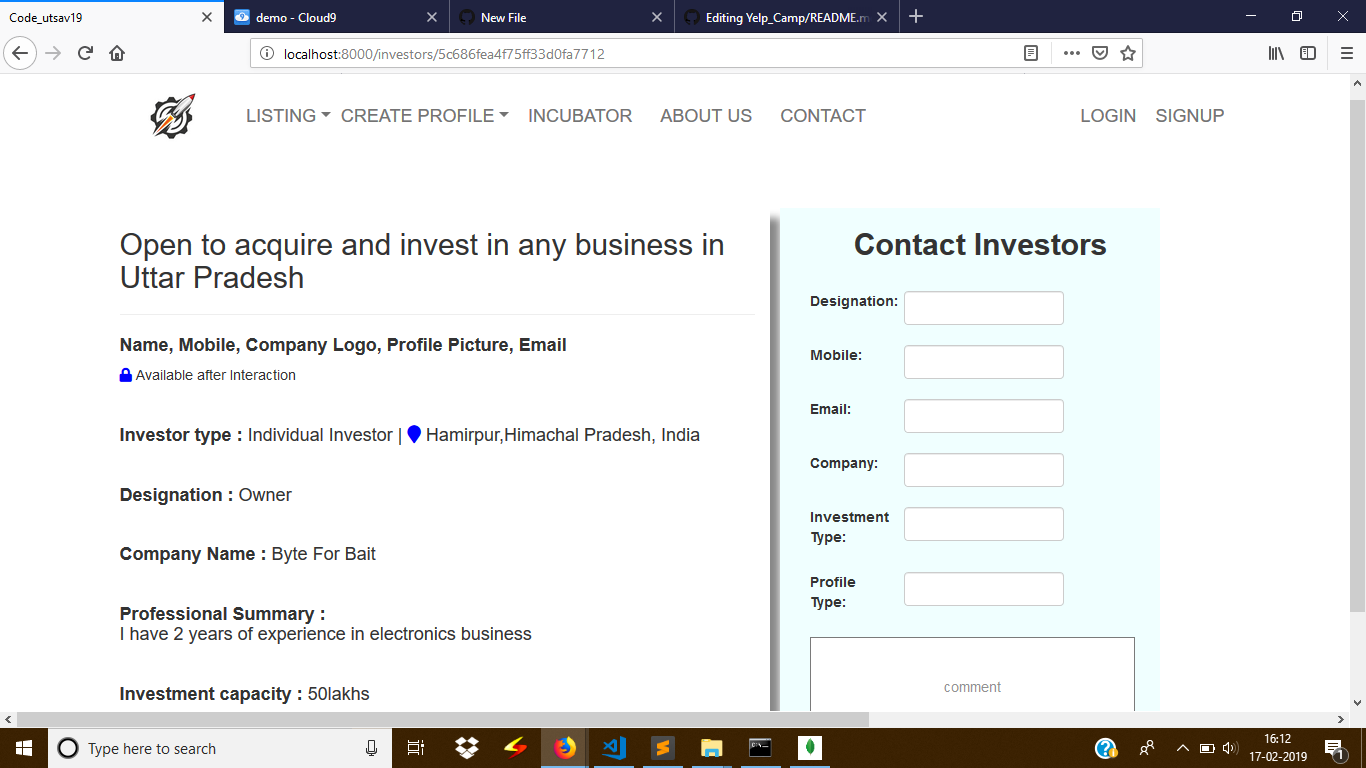 Code_utsav19
demo - Cloud9
New File
Editing Yelp_Camp/README.m
localhost:8000/investors/5c686fea4f75ff33d0fa7712
LISTING CREATE PROFILE INCUBATOR ABOUT US CONTACT LOGIN SIGNUP
Open to acquire and invest in any business in
Uttar Pradesh
Name, Mobile, Company Logo, Profile Picture, Email
Available after Interaction
Investor type : Individual Investor | Hamirpur,Himachal Pradesh, India
Designation : Owner
Company Name : Byte For Bait
Professional Summary :
I have 2 years of experience in electronics business
Investment capacity : 50lakhs
Contact Investors
Designation:
Mobile:
Email:
Company:
Investment
Type:
Profile
Type:
comment
Type here to search
16:12
17-02-2019
1